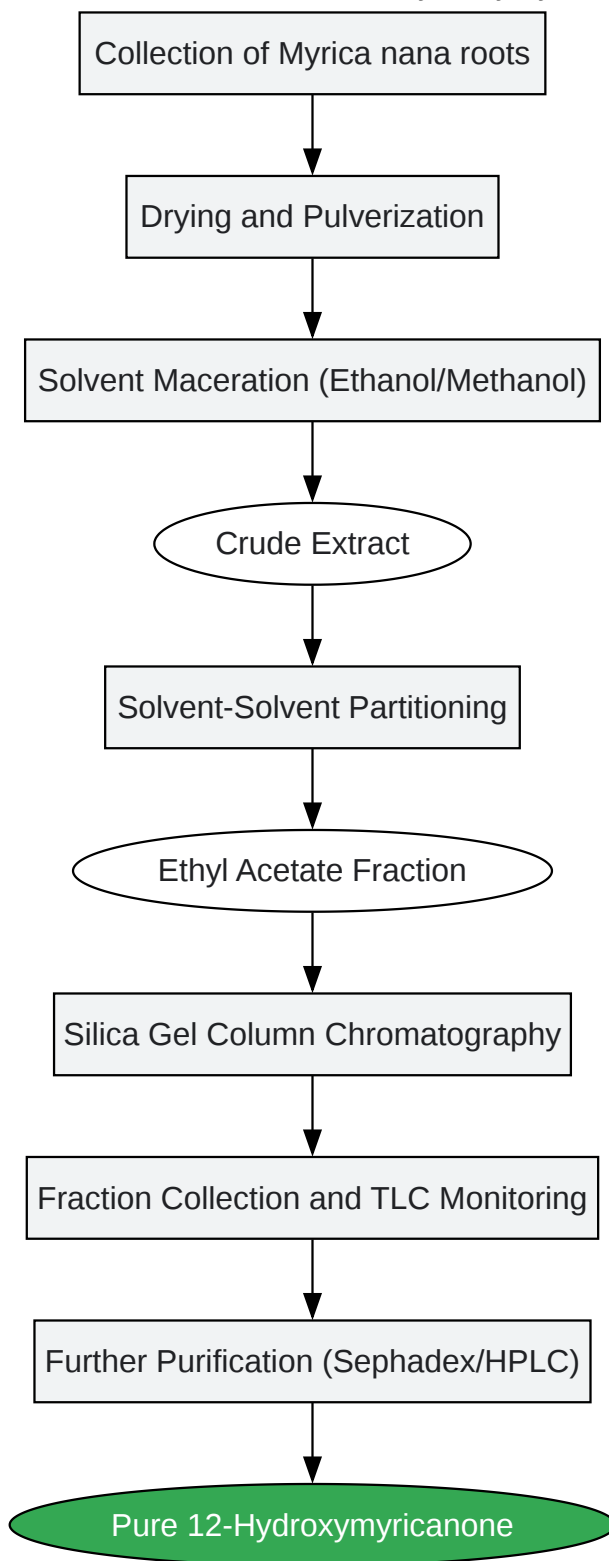 Collection of Myrica nana roots
Drying and Pulverization
Solvent Maceration (Ethanol/Methanol)
Crude Extract
Solvent-Solvent Partitioning
Ethyl Acetate Fraction
Silica Gel Column Chromatography
Fraction Collection and TLC Monitoring
Further Purification (Sephadex/HPLC)
Pure 12-Hydroxymyricanone